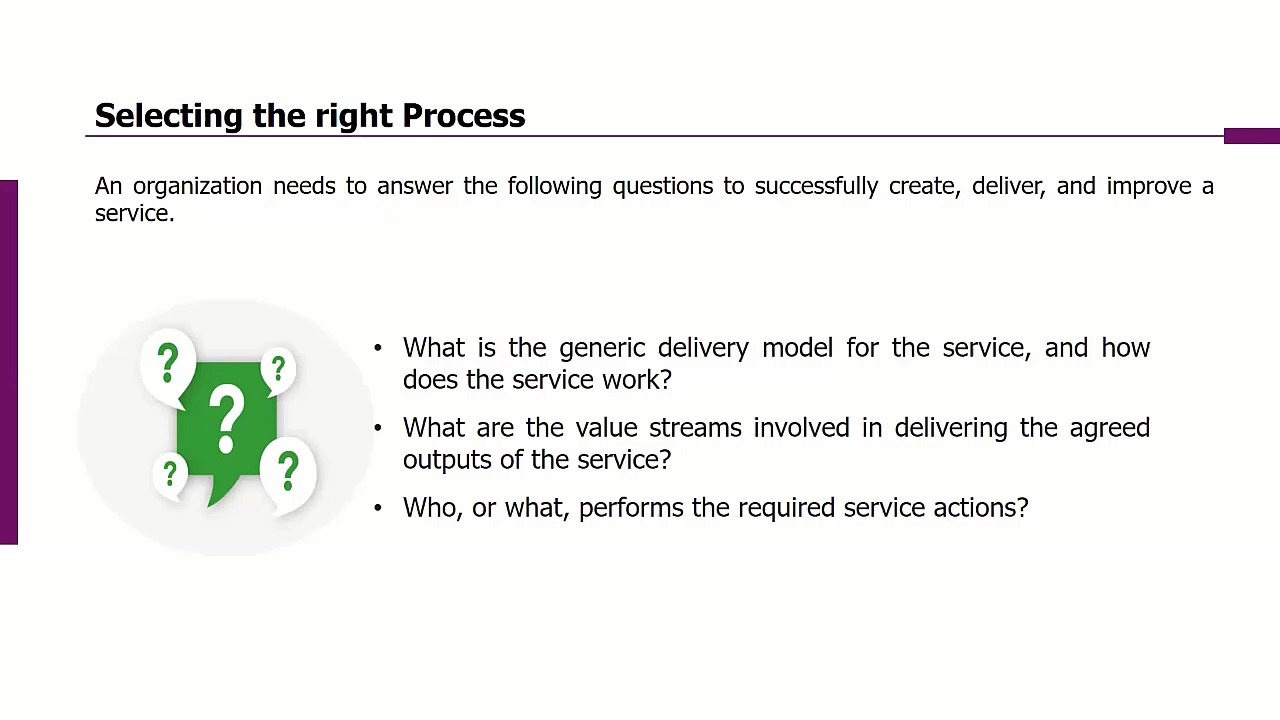 Selecting the right Process
An organization needs to answer the following questions to successfully create, deliver, and improve a
service.
? ?
?
? ?
• What is the generic delivery model for the service, and how
does the service work?
• What are the value streams involved in delivering the agreed
outputs of the service?
• Who, or what, performs the required service actions?